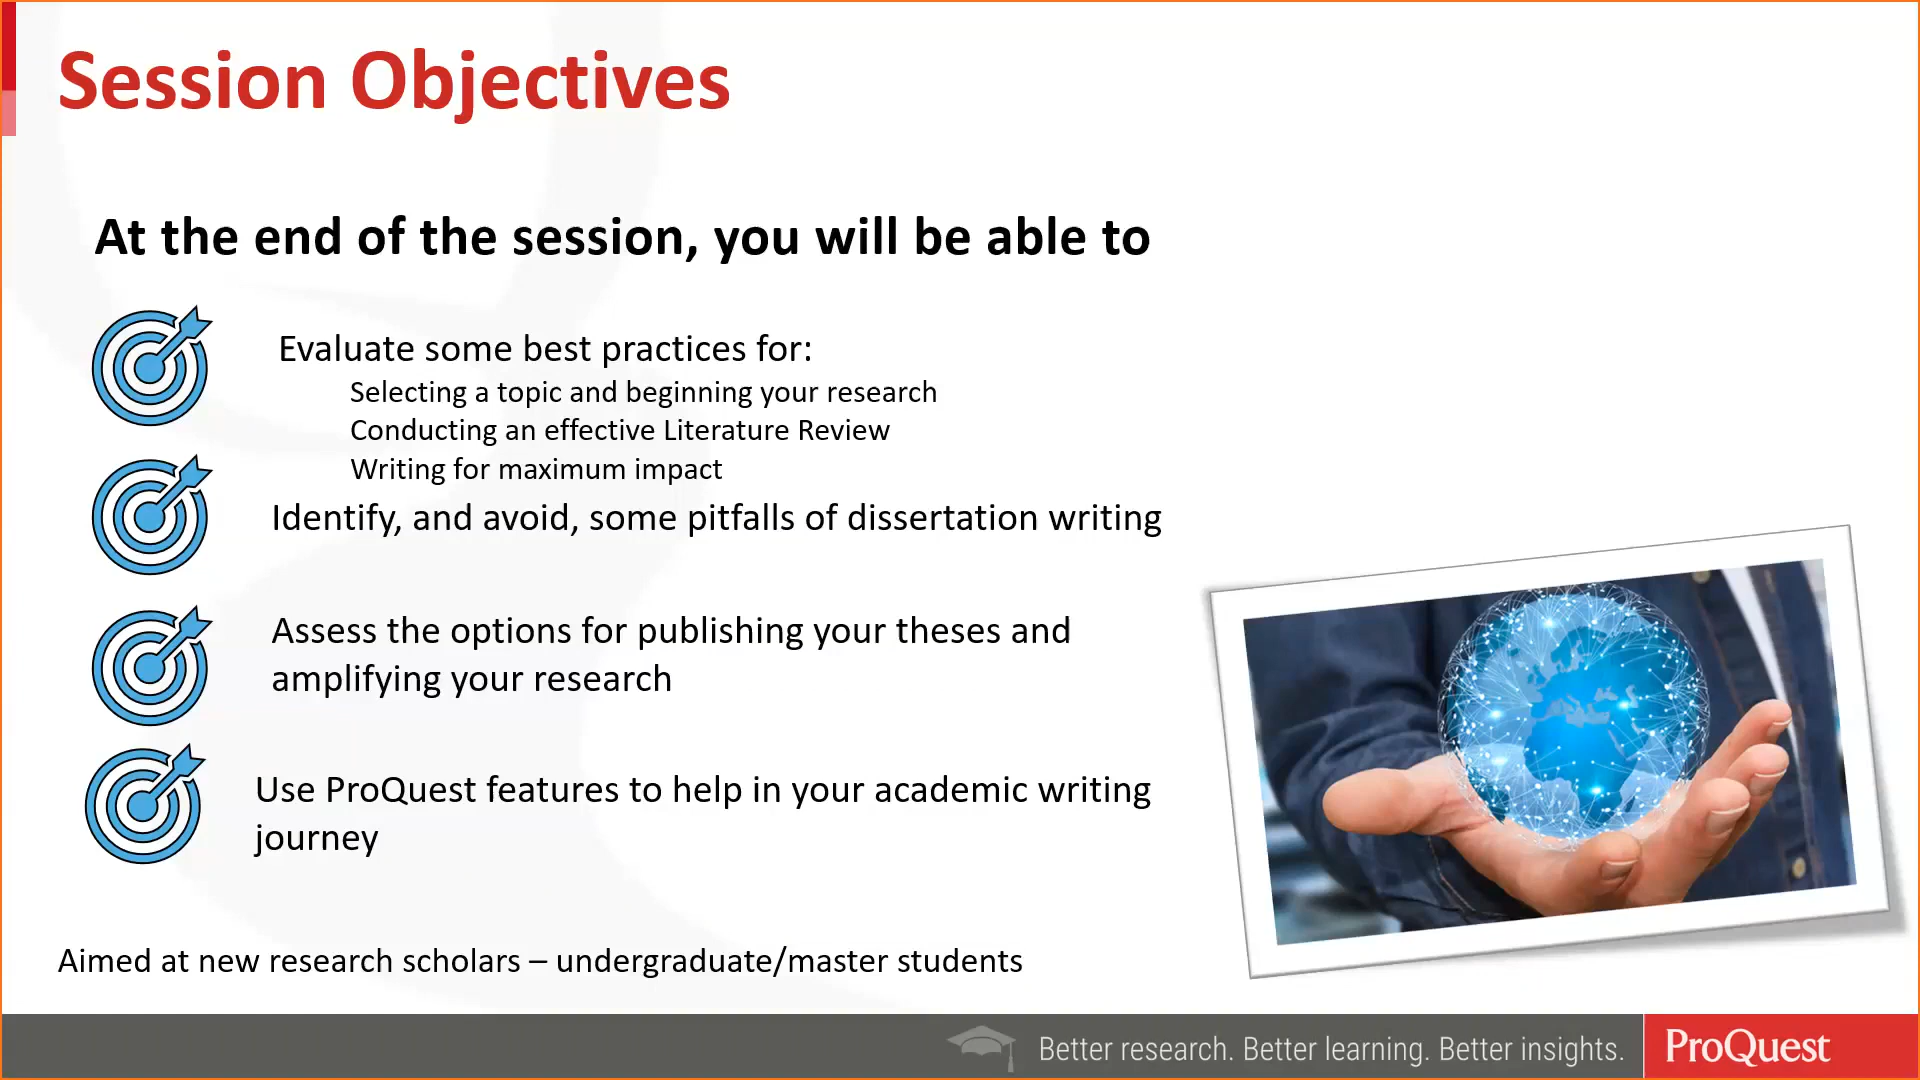 Session Objectives
At the end of the session, you will be able to
Evaluate some best practices for:
Selecting a topic and beginning your research
Conducting an effective Literature Review
Writing for maximum impact
Identify, and avoid, some pitfalls of dissertation writing
Assess the options for publishing your theses and
amplifying your research
Use ProQuest features to help in your academic writing
journey
Aimed at new research scholars – undergraduate/master students
Better research. Better learning. Better insights.
ProQuest